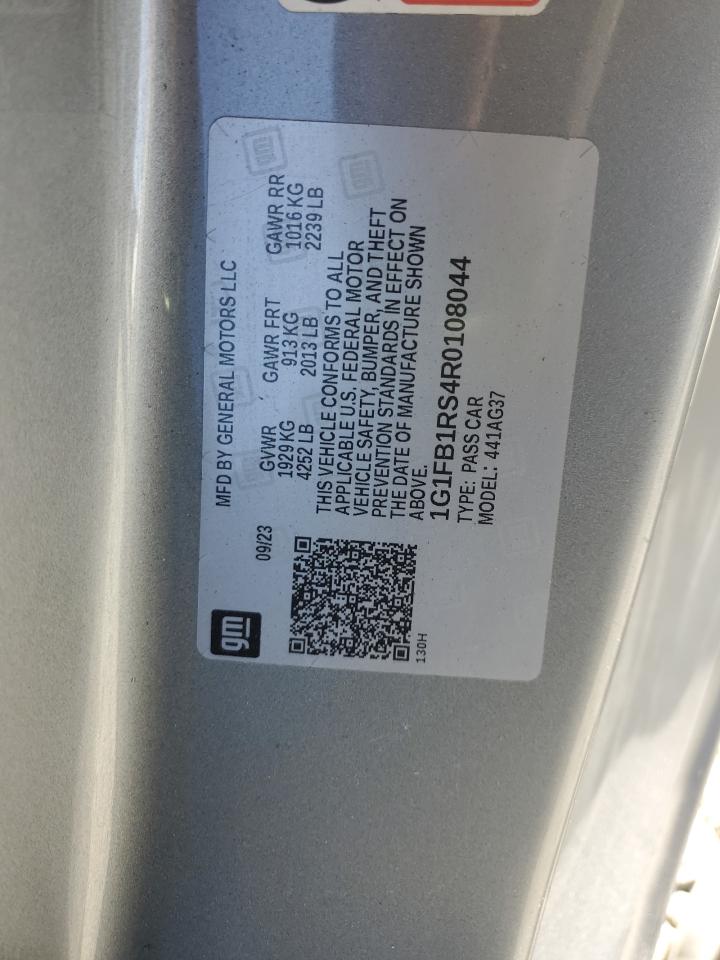 gm
MFD BY GENERAL MOTORS LLC
09/23
GVWR GAWR FRT GAWR RR
1929 KG 913 KG 1016 KG
4252 LB 2013 LB 2239 LB
THIS VEHICLE CONFORMS TO ALL
APPLICABLE U.S. FEDERAL MOTOR
VEHICLE SAFETY, BUMPER, AND THEFT
PREVENTION STANDARDS IN EFFECT ON
THE DATE OF MANUFACTURE SHOWN
ABOVE.
1G1FB1RS4R0108044
TYPE: PASS CAR
MODEL: 441AG37
130H